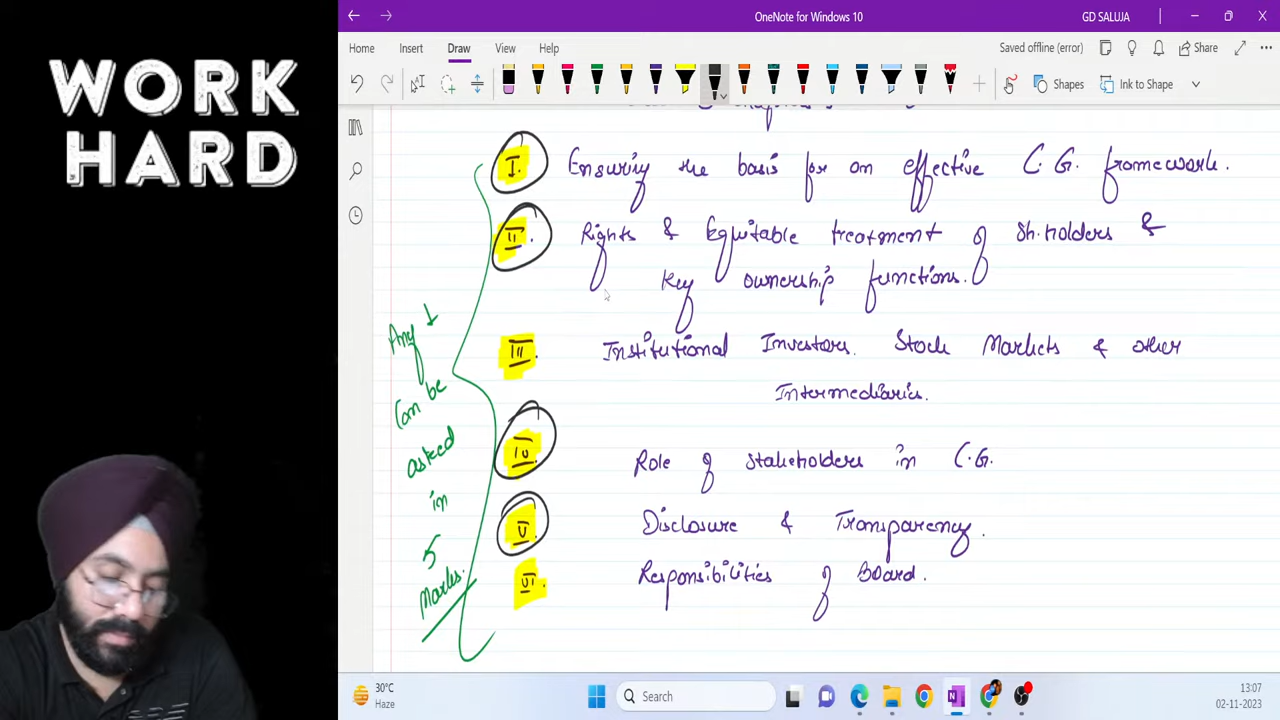 WORK
HARD
OneNote for Windows 10
GD SALUJA
Home Insert Draw View Help
Saved offline (error)
Share
Shapes
Ink to Shape
I. Ensuring the basis for an effective C.G. framework.
II. Rights & Equitable treatment of Sh.holders &
Key ownership functions.
III. Institutional Investors. Stock Markets & other
Intermediaries.
IV. Role of stakeholders in C.G.
V. Disclosure & Transparency.
VI. Responsibilities of Board.
Any 1
Can be
asked
in
5
Marks.
30°C
Haze
Search
13:07
02-11-2023